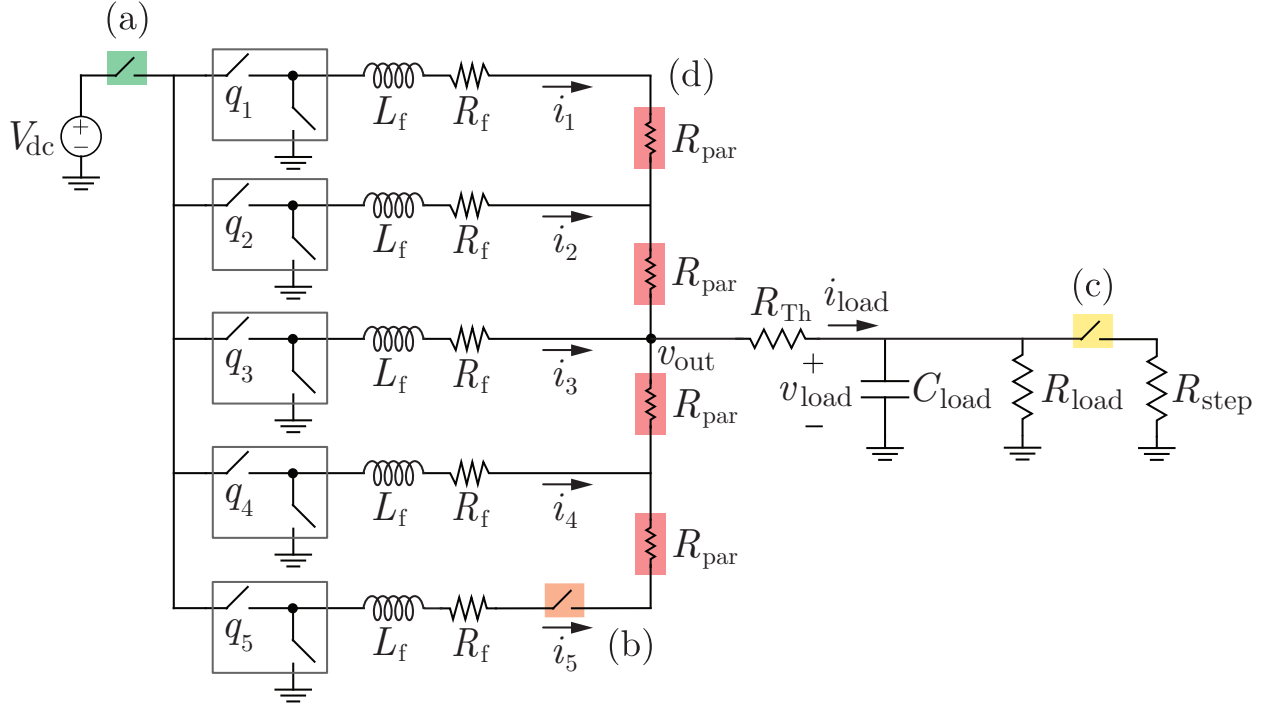 (a)
V_dc
+
−
q_1
L_f
R_f
i_1
(d)
R_par
q_2
L_f
R_f
i_2
R_par
q_3
L_f
R_f
i_3
v_out
R_Th
i_load
+
v_load
−
C_load
R_load
(c)
R_step
R_par
q_4
L_f
R_f
i_4
R_par
q_5
L_f
R_f
i_5
(b)